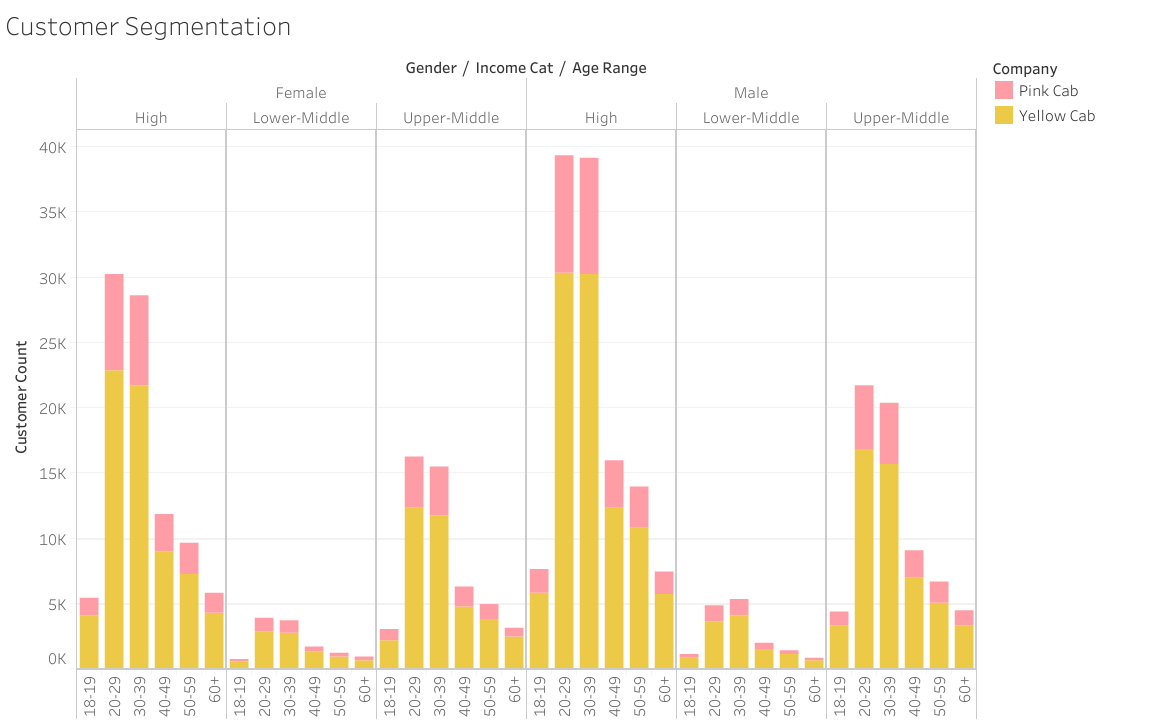 Customer Segmentation
Gender / Income Cat / Age Range
Company
Pink Cab
Yellow Cab
Female Male
High Lower-Middle Upper-Middle High Lower-Middle Upper-Middle
40K
35K
30K
25K
20K
15K
10K
5K
0K
Customer Count
18-19 20-29 30-39 40-49 50-59 60+ 18-19 20-29 30-39 40-49 50-59 60+ 18-19 20-29 30-39 40-49 50-59 60+ 18-19 20-29 30-39 40-49 50-59 60+ 18-19 20-29 30-39 40-49 50-59 60+ 18-19 20-29 30-39 40-49 50-59 60+